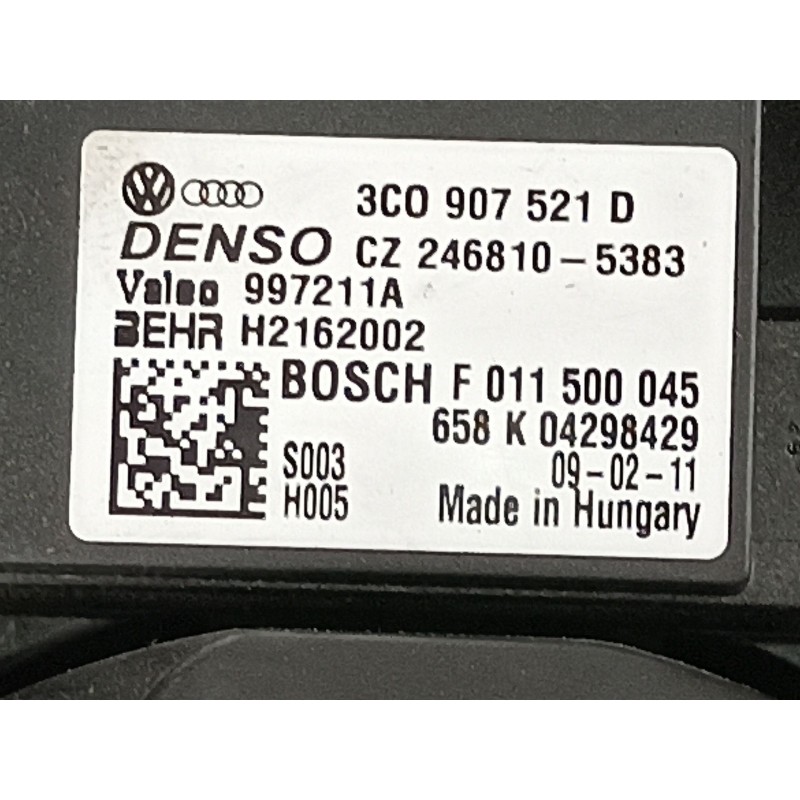 VW 3C0 907 521 D
DENSO CZ 246810-5383
Valeo 997211A
BEHR H2162002
BOSCH F 011 500 045
658 K 04298429
S003 09-02-11
H005 Made in Hungary